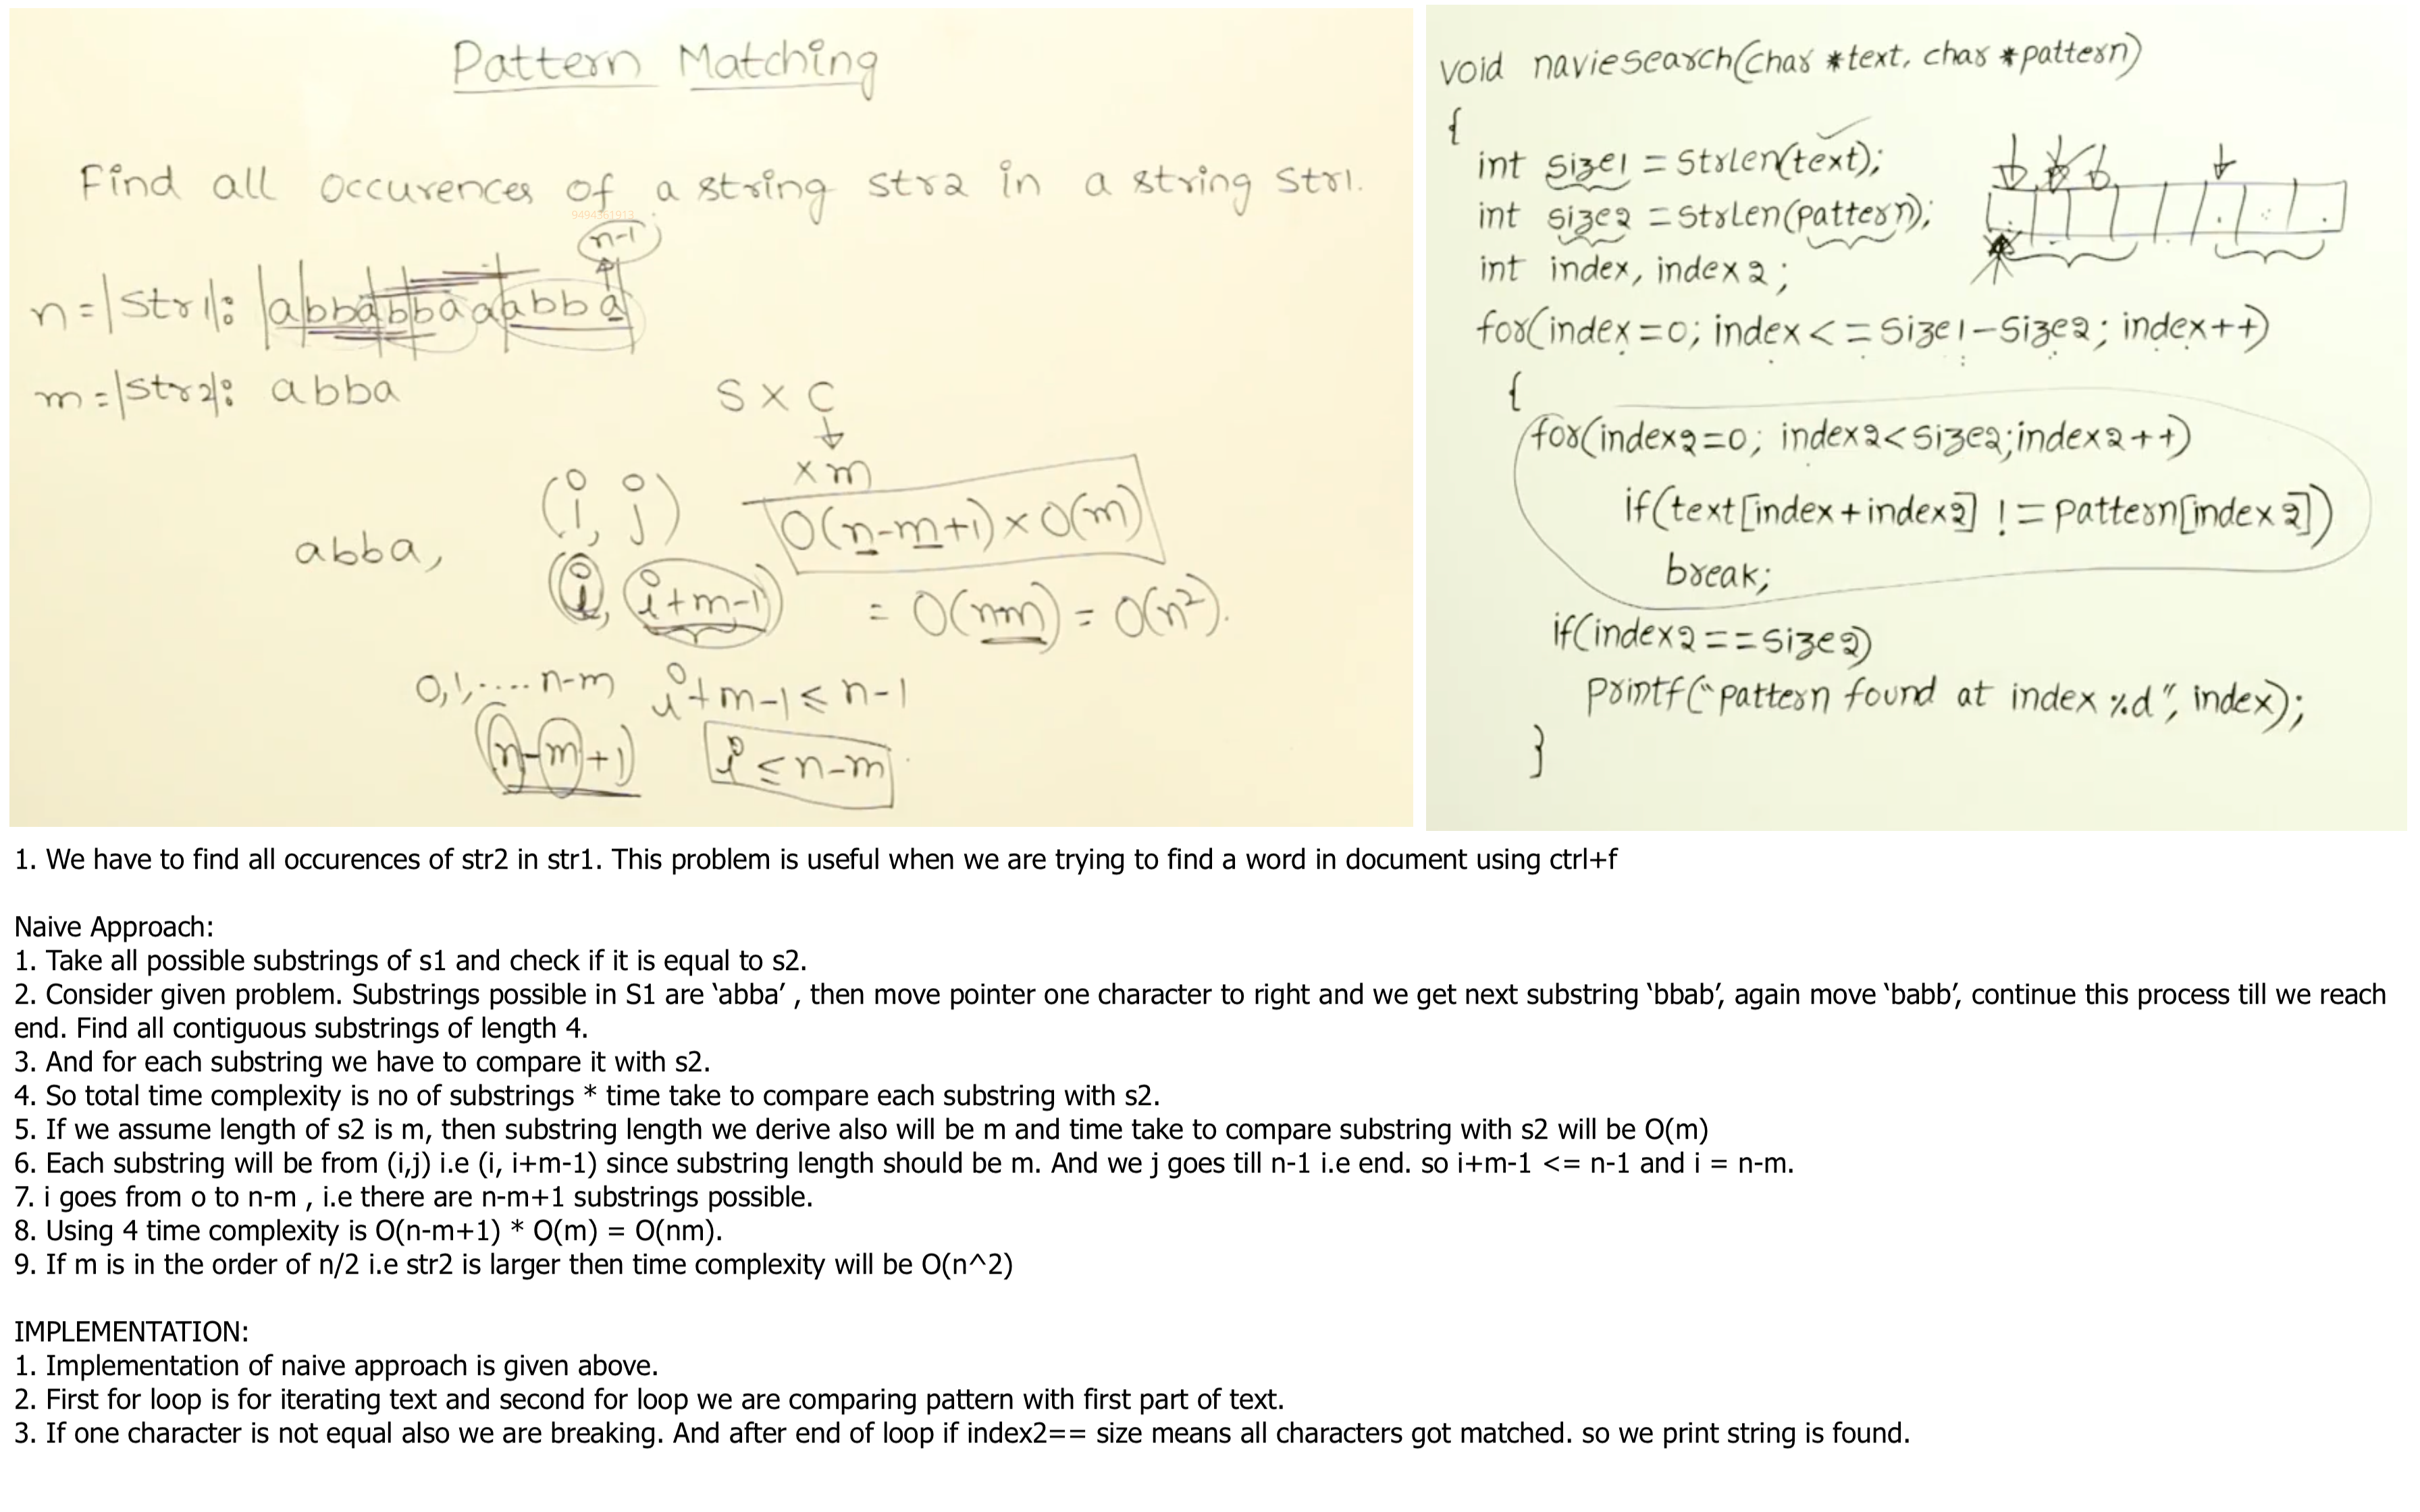 Pattern Matching
Find all occurences of a string str2 in a string str1.
9494361913
n-1
n=|Str1|: abbabbaaabba
m=|Str2|: abba
S x C
x m
(i, j)
O(n-m+1) x O(m)
abba,
(i, i+m-1)
= O(nm) = O(n²).
0,1,....n-m
i+m-1 ≤ n-1
(n-m+1)
i ≤ n-m
void naviesearch(char *text, char *pattern)
{
int size1 = strlen(text);
int size2 = strlen(pattern);
int index, index2;
for(index=0; index<=size1-size2; index++)
{
for(index2=0; index2<size2;index2++)
if(text[index+index2] != pattern[index2])
break;
if(index2==size2)
printf("pattern found at index %d", index);
}
1. We have to find all occurences of str2 in str1. This problem is useful when we are trying to find a word in document using ctrl+f
Naive Approach:
1. Take all possible substrings of s1 and check if it is equal to s2.
2. Consider given problem. Substrings possible in S1 are ‘abba’ , then move pointer one character to right and we get next substring ‘bbab’, again move ‘babb’, continue this process till we reach
end. Find all contiguous substrings of length 4.
3. And for each substring we have to compare it with s2.
4. So total time complexity is no of substrings * time take to compare each substring with s2.
5. If we assume length of s2 is m, then substring length we derive also will be m and time take to compare substring with s2 will be O(m)
6. Each substring will be from (i,j) i.e (i, i+m-1) since substring length should be m. And we j goes till n-1 i.e end. so i+m-1 <= n-1 and i = n-m.
7. i goes from o to n-m , i.e there are n-m+1 substrings possible.
8. Using 4 time complexity is O(n-m+1) * O(m) = O(nm).
9. If m is in the order of n/2 i.e str2 is larger then time complexity will be O(n^2)
IMPLEMENTATION:
1. Implementation of naive approach is given above.
2. First for loop is for iterating text and second for loop we are comparing pattern with first part of text.
3. If one character is not equal also we are breaking. And after end of loop if index2== size means all characters got matched. so we print string is found.